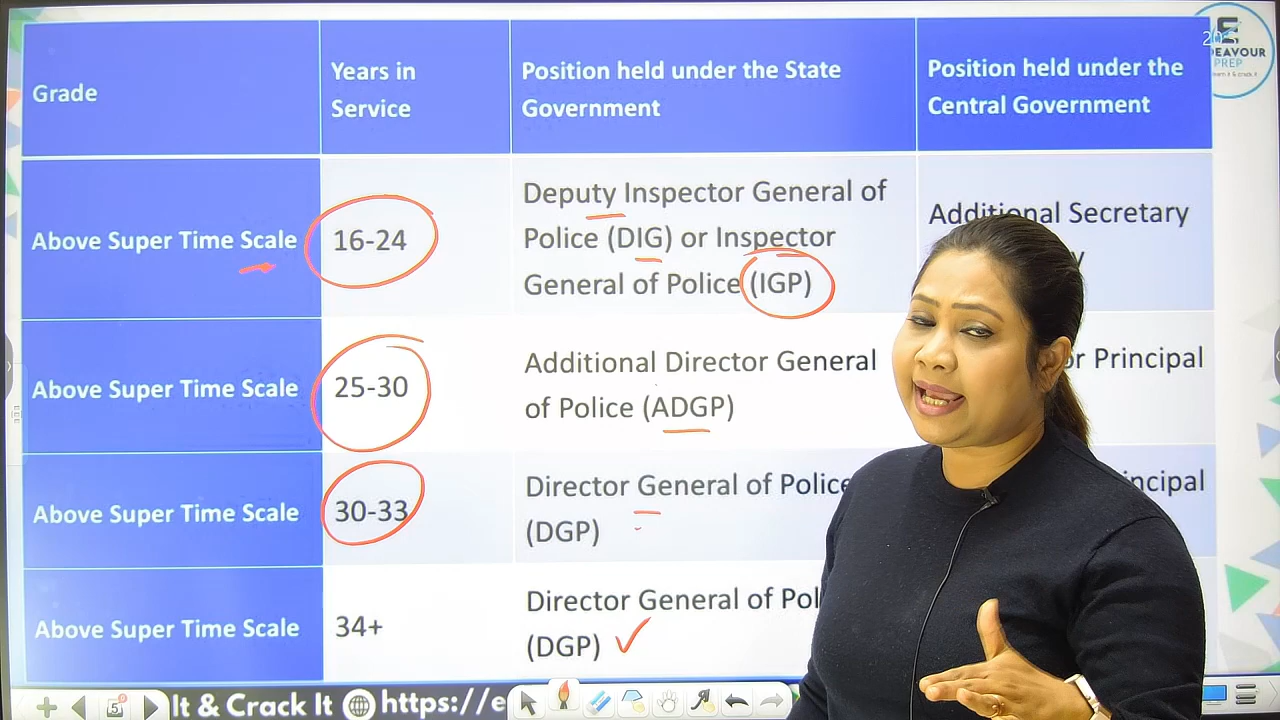 Grade
Years in
Service
Position held under the State
Government
Position held under the
Central Government
DEAVOUR
PREP
Above Super Time Scale
16-24
Deputy Inspector General of
Police (DIG) or Inspector
General of Police (IGP)
Additional Secretary
Above Super Time Scale
25-30
Additional Director General
of Police (ADGP)
or Principal
Above Super Time Scale
30-33
Director General of Police
(DGP)
Above Super Time Scale
34+
Director General of Pol
(DGP)
It & Crack It https://e